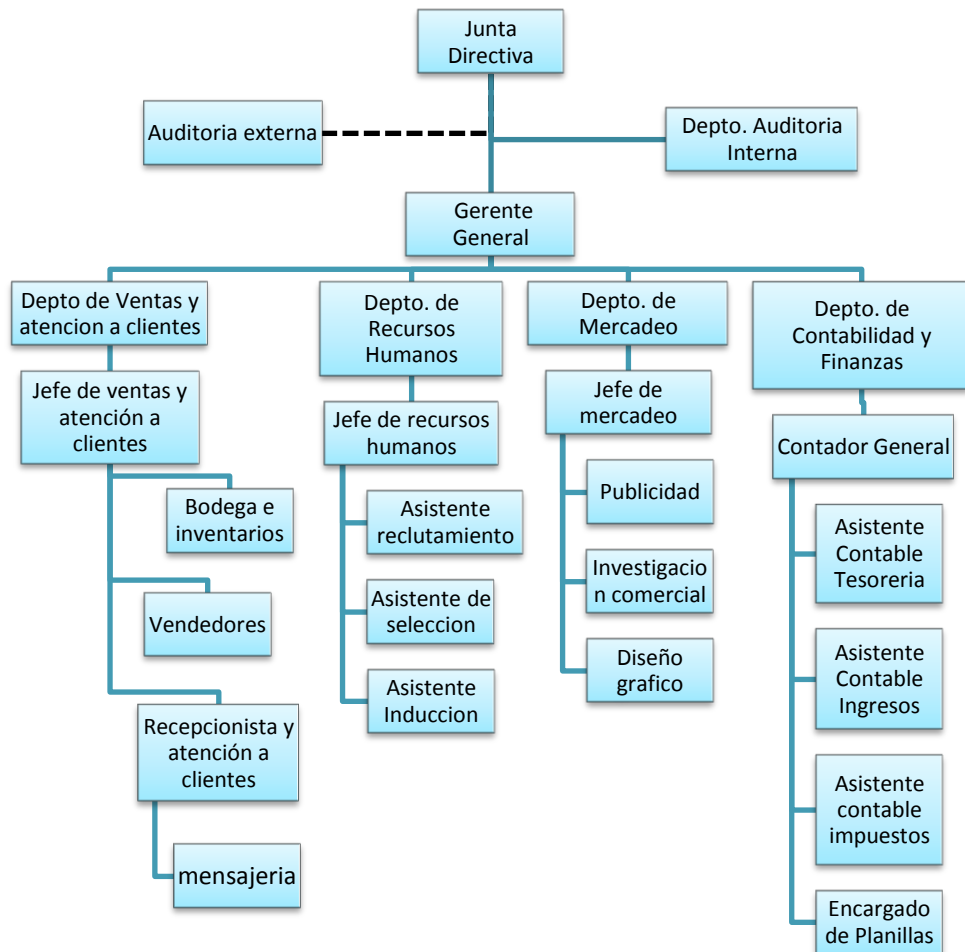 Junta
Directiva
Auditoria externa
Depto. Auditoria
Interna
Gerente
General
Depto de Ventas y
atencion a clientes
Jefe de ventas y
atención a
clientes
Bodega e
inventarios
Vendedores
Recepcionista y
atención a
clientes
mensajeria
Depto. de
Recursos
Humanos
Jefe de recursos
humanos
Asistente
reclutamiento
Asistente de
seleccion
Asistente
Induccion
Depto. de
Mercadeo
Jefe de
mercadeo
Publicidad
Investigacio
n comercial
Diseño
grafico
Depto. de
Contabilidad y
Finanzas
Contador General
Asistente
Contable
Tesoreria
Asistente
Contable
Ingresos
Asistente
contable
impuestos
Encargado
de Planillas